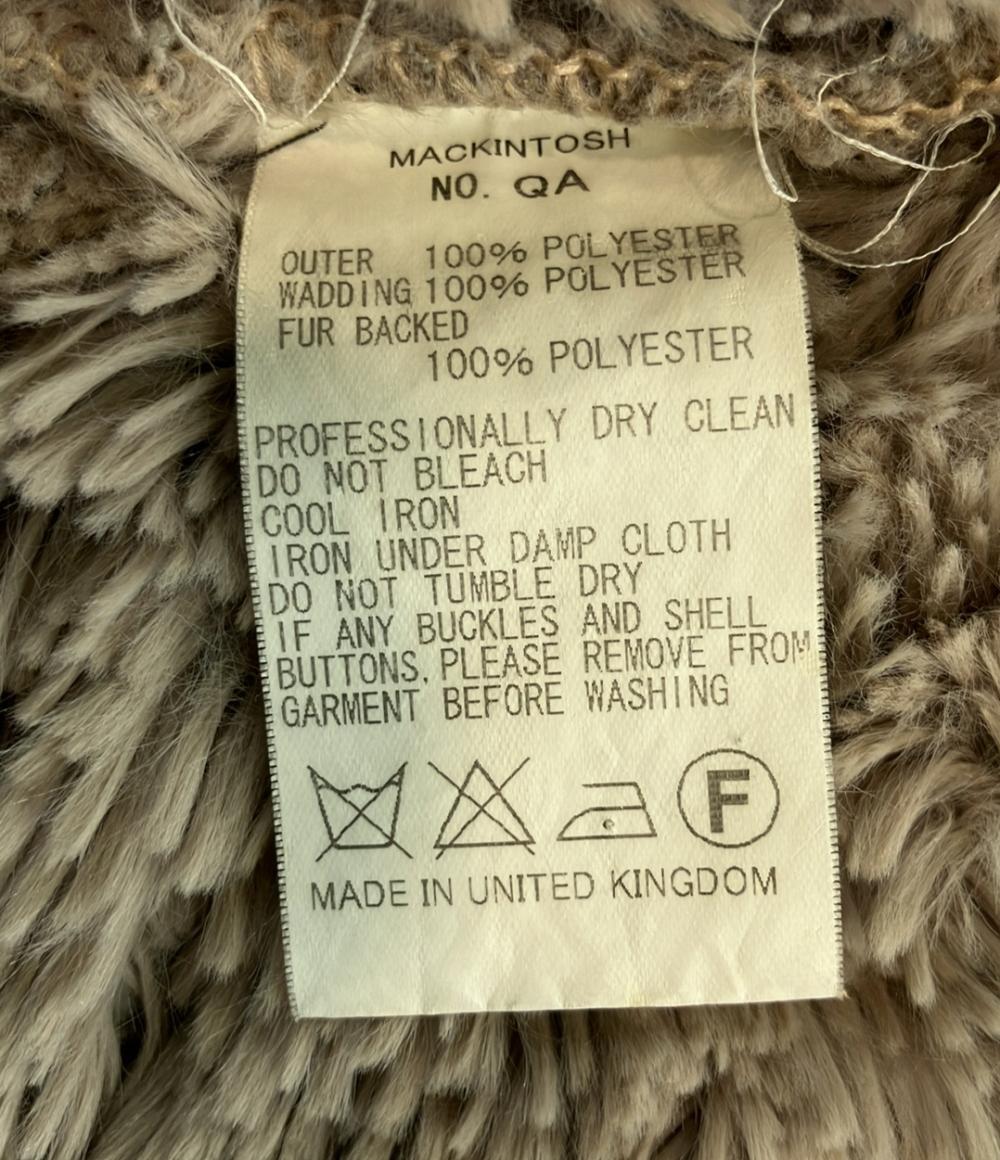 MACKINTOSH
NO. QA
OUTER 100% POLYESTER
WADDING 100% POLYESTER
FUR BACKED
100% POLYESTER
PROFESSIONALLY DRY CLEAN
DO NOT BLEACH
COOL IRON
IRON UNDER DAMP CLOTH
DO NOT TUMBLE DRY
IF ANY BUCKLES AND SHELL
BUTTONS, PLEASE REMOVE FROM
GARMENT BEFORE WASHING
F
MADE IN UNITED KINGDOM